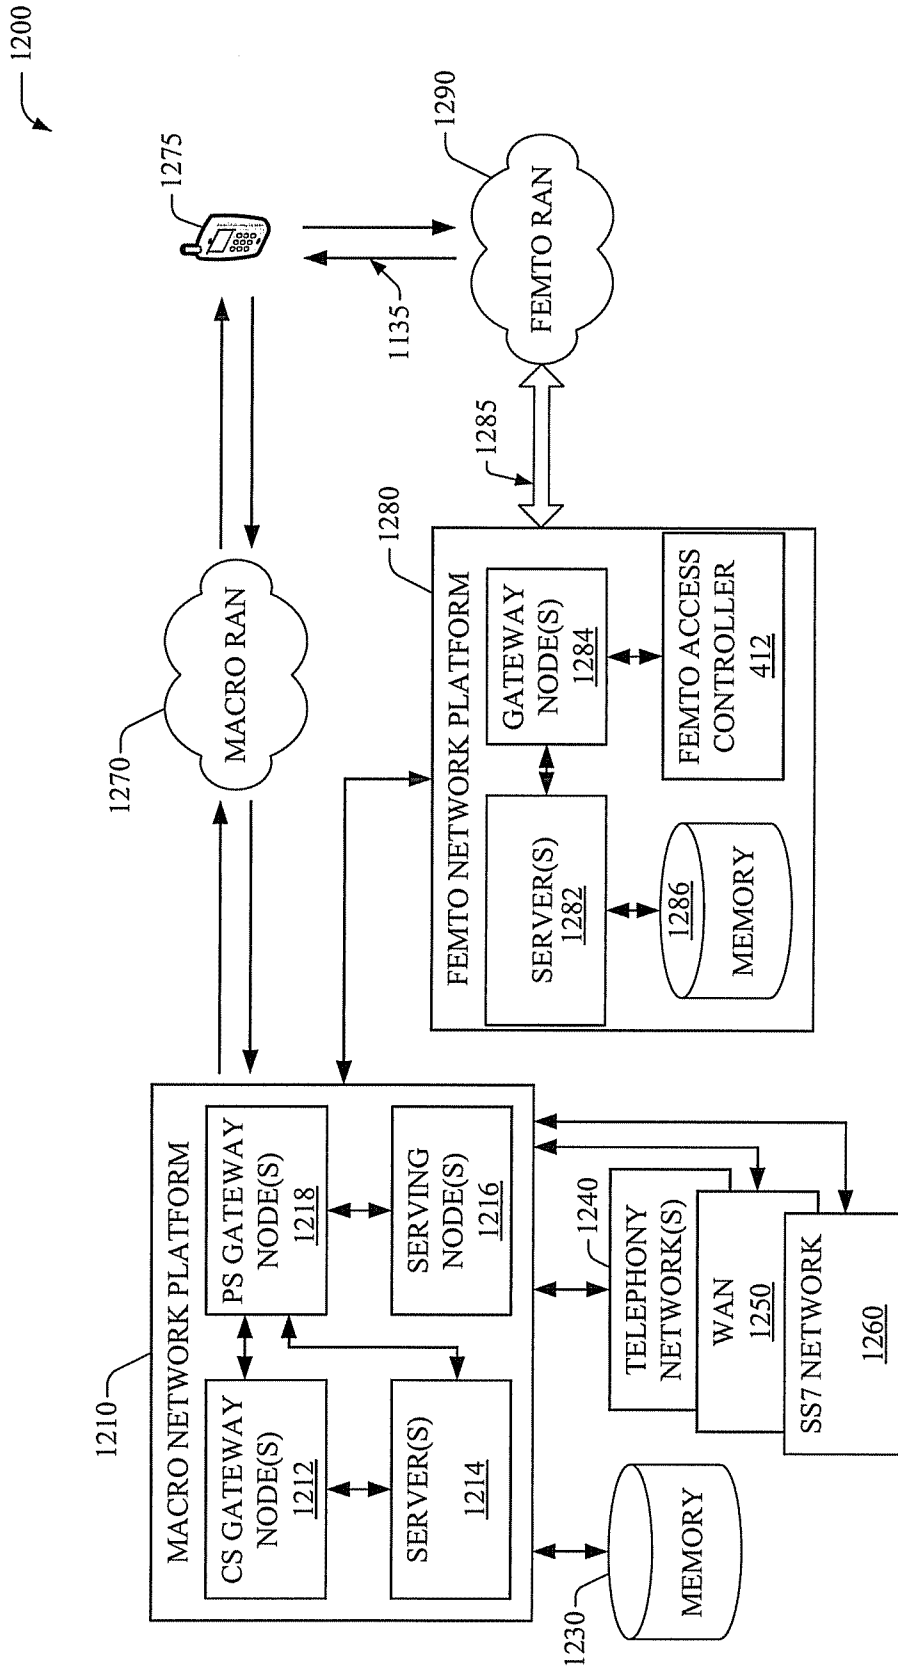 1200
1275
1270
MACRO RAN
1135
1290
FEMTO RAN
1285
1210
MACRO NETWORK PLATFORM
CS GATEWAY
NODE(S)
1212
PS GATEWAY
NODE(S)
1218
SERVER(S)
1214
SERVING
NODE(S)
1216
1280
FEMTO NETWORK PLATFORM
SERVER(S)
1282
GATEWAY
NODE(S)
1284
1286
MEMORY
FEMTO ACCESS
CONTROLLER
412
1230
MEMORY
1240
TELEPHONY
NETWORK(S)
WAN
1250
SS7 NETWORK
1260